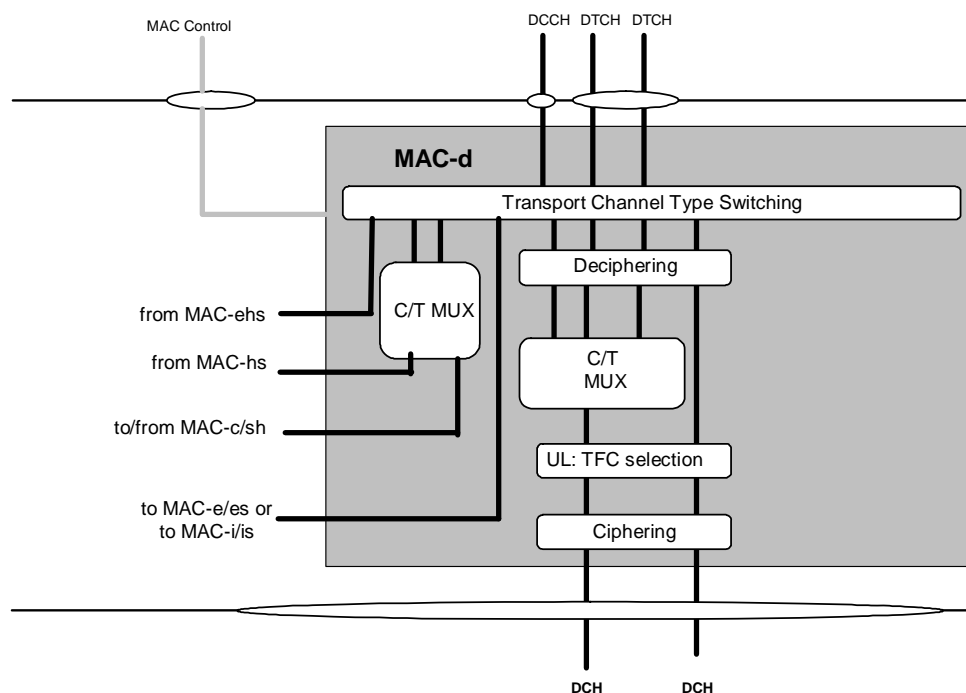 MAC Control
DCCH DTCH DTCH
MAC-d
Transport Channel Type Switching
Deciphering
from MAC-ehs
C/T MUX
from MAC-hs
C/T
MUX
to/from MAC-c/sh
UL: TFC selection
to MAC-e/es or
to MAC-i/is
Ciphering
DCH DCH